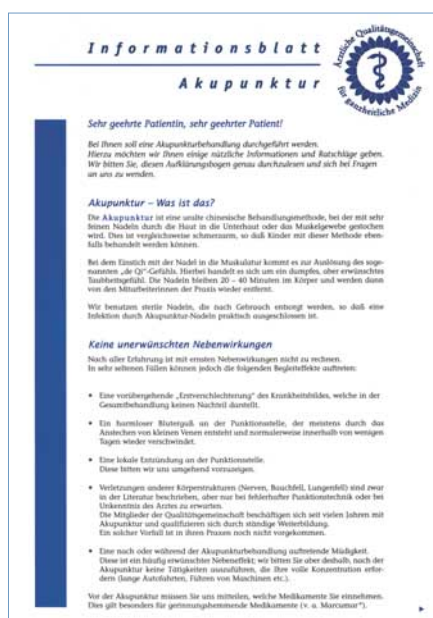 Informationsblatt
Akupunktur
Ärztliche Qualitätsgemeinschaft
für ganzheitliche Medizin
Sehr geehrte Patientin, sehr geehrter Patient!
Bei Ihnen soll eine Akupunkturbehandlung durchgeführt werden.
Hierzu möchten wir Ihnen einige nützliche Informationen und Ratschläge geben.
Wir bitten Sie, diesen Aufklärungsbogen genau durchzulesen und sich bei Fragen
an uns zu wenden.
Akupunktur – Was ist das?
Die Akupunktur ist eine uralte chinesische Behandlungsmethode, bei der mit sehr
feinen Nadeln durch die Haut in die Unterhaut oder das Muskelgewebe gestochen
wird. Dies ist vergleichsweise schmerzarm, so daß Kinder mit dieser Methode eben-
falls behandelt werden können.
Bei dem Einstich mit der Nadel in die Muskulatur kommt es zur Auslösung des soge-
nannten „de Qi"-Gefühls. Hierbei handelt es sich um ein dumpfes, aber erwünschtes
Taubheitsgefühl. Die Nadeln bleiben 20 – 40 Minuten im Körper und werden dann
von den Mitarbeiterinnen der Praxis wieder entfernt.
Wir benutzen sterile Nadeln, die nach Gebrauch entsorgt werden, so daß eine
Infektion durch Akupunktur-Nadeln praktisch ausgeschlossen ist.
Keine unerwünschten Nebenwirkungen
Nach aller Erfahrung ist mit ernsten Nebenwirkungen nicht zu rechnen.
In sehr seltenen Fällen können jedoch die folgenden Begleiteffekte auftreten:
• Eine vorübergehende „Erstverschlechterung" des Krankheitsbildes, welche in der
Gesamtbehandlung keinen Nachteil darstellt.
• Ein harmloser Bluterguß an der Punktionsstelle, der meistens durch das
Anstechen von kleinen Venen entsteht und normalerweise innerhalb von wenigen
Tagen wieder verschwindet.
• Eine lokale Entzündung an der Punktionsstelle.
Diese bitten wir uns umgehend vorzuzeigen.
• Verletzungen anderer Körperstrukturen (Nerven, Bauchfell, Lungenfell) sind zwar
in der Literatur beschrieben, aber nur bei fehlerhafter Punktionstechnik oder bei
Unkenntnis des Arztes zu erwarten.
Die Mitglieder der Qualitätsgemeinschaft beschäftigen sich seit vielen Jahren mit
Akupunktur und qualifizieren sich durch ständige Weiterbildung.
Ein solcher Vorfall ist in ihren Praxen noch nicht vorgekommen.
• Eine nach oder während der Akupunkturbehandlung auftretende Müdigkeit.
Diese ist ein häufig erwünschter Nebeneffekt; wir bitten Sie aber deshalb, nach der
Akupunktur keine Tätigkeiten auszuführen, die Ihre volle Konzentration erfor-
dern (lange Autofahrten, Führen von Maschinen etc.).
Vor der Akupunktur müssen Sie uns mitteilen, welche Medikamente Sie einnehmen.
Dies gilt besonders für gerinnungshemmende Medikamente (v. a. Marcumar®).